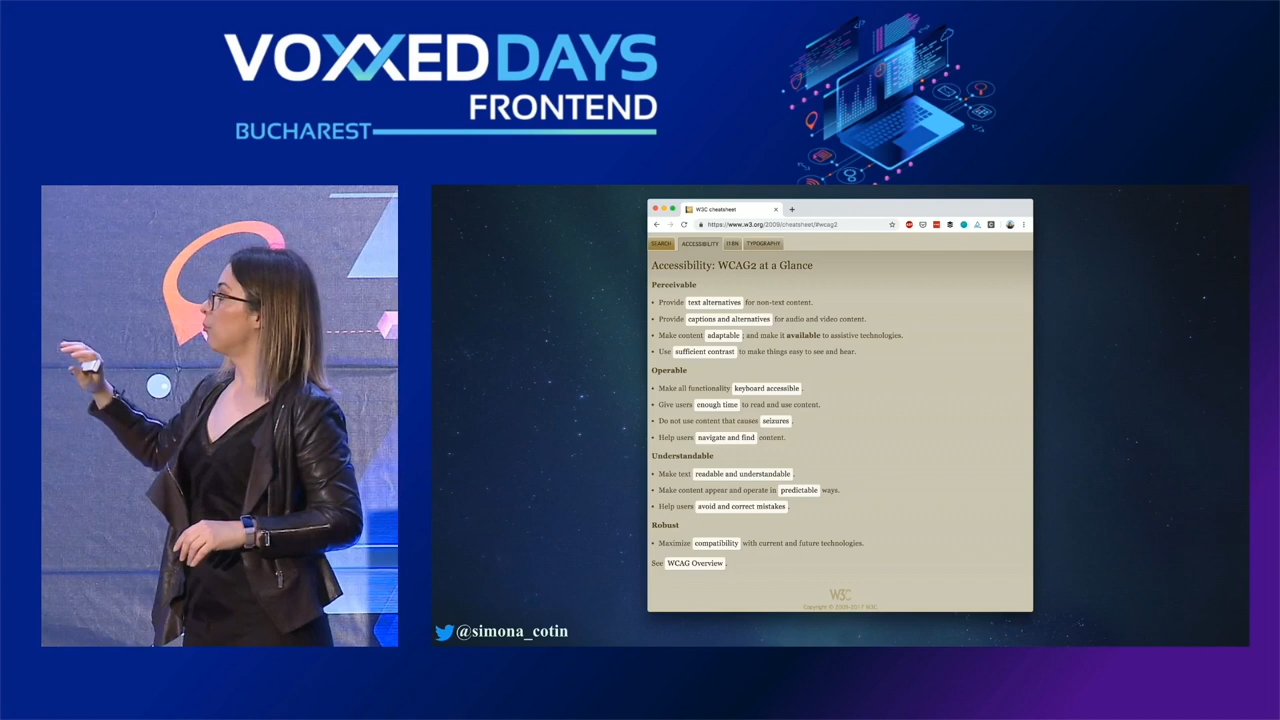 VOXXED DAYS
FRONTEND
BUCHAREST
W3C cheatsheet
https://www.w3.org/2009/cheatsheet/#wcag2
SEARCH ACCESSIBILITY I18N TYPOGRAPHY
Accessibility: WCAG2 at a Glance
Perceivable
• Provide text alternatives for non-text content.
• Provide captions and alternatives for audio and video content.
• Make content adaptable ; and make it available to assistive technologies.
• Use sufficient contrast to make things easy to see and hear.
Operable
• Make all functionality keyboard accessible .
• Give users enough time to read and use content.
• Do not use content that causes seizures .
• Help users navigate and find content.
Understandable
• Make text readable and understandable .
• Make content appear and operate in predictable ways.
• Help users avoid and correct mistakes .
Robust
• Maximize compatibility with current and future technologies.
See WCAG Overview .
W3C
Copyright © 2009-2017 W3C
@simona_cotin